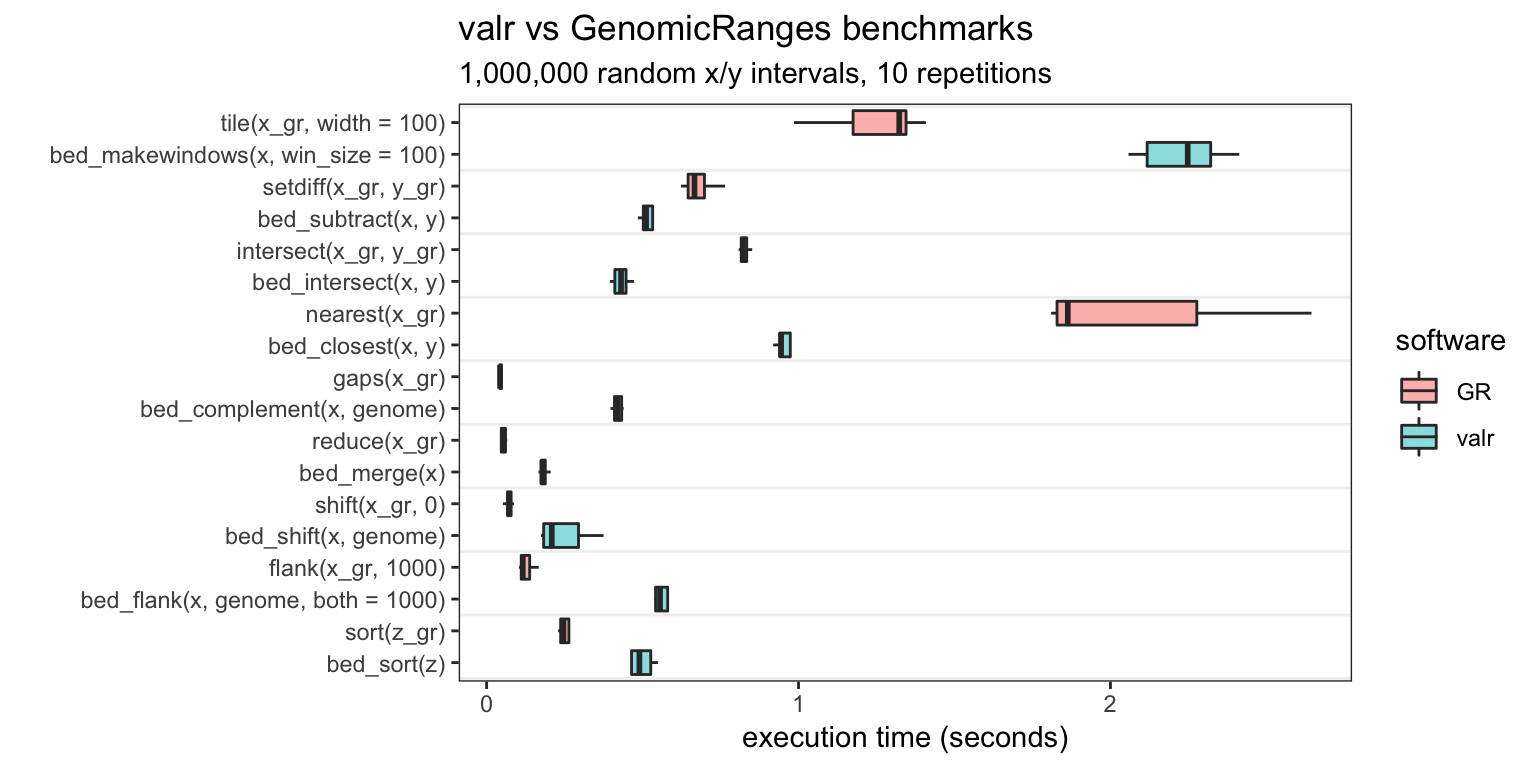 valr vs GenomicRanges benchmarks
1,000,000 random x/y intervals, 10 repetitions
tile(x_gr, width = 100)
bed_makewindows(x, win_size = 100)
setdiff(x_gr, y_gr)
bed_subtract(x, y)
intersect(x_gr, y_gr)
bed_intersect(x, y)
nearest(x_gr)
bed_closest(x, y)
gaps(x_gr)
bed_complement(x, genome)
reduce(x_gr)
bed_merge(x)
shift(x_gr, 0)
bed_shift(x, genome)
flank(x_gr, 1000)
bed_flank(x, genome, both = 1000)
sort(z_gr)
bed_sort(z)
0 1 2
execution time (seconds)
software
GR
valr